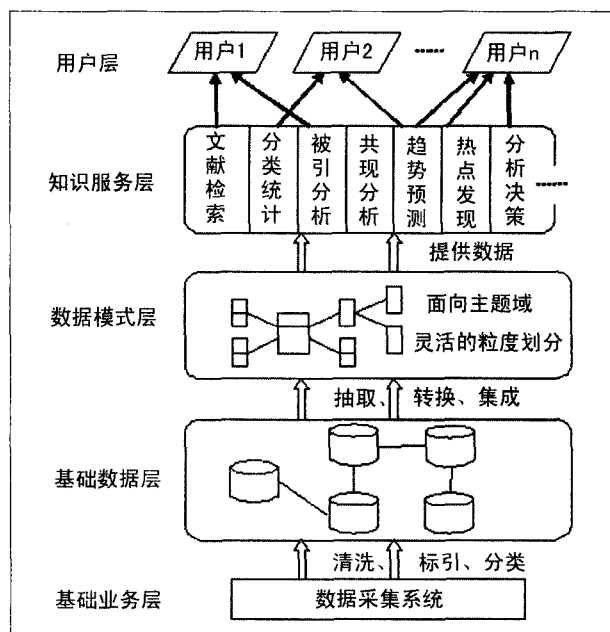 用户层
用户1
用户2
……
用户n
知识服务层
文献检索
分类统计
被引分析
共现分析
趋势预测
热点发现
分析决策
……
提供数据
数据模式层
面向主题域
灵活的粒度划分
抽取、转换、集成
基础数据层
清洗、标引、分类
基础业务层
数据采集系统